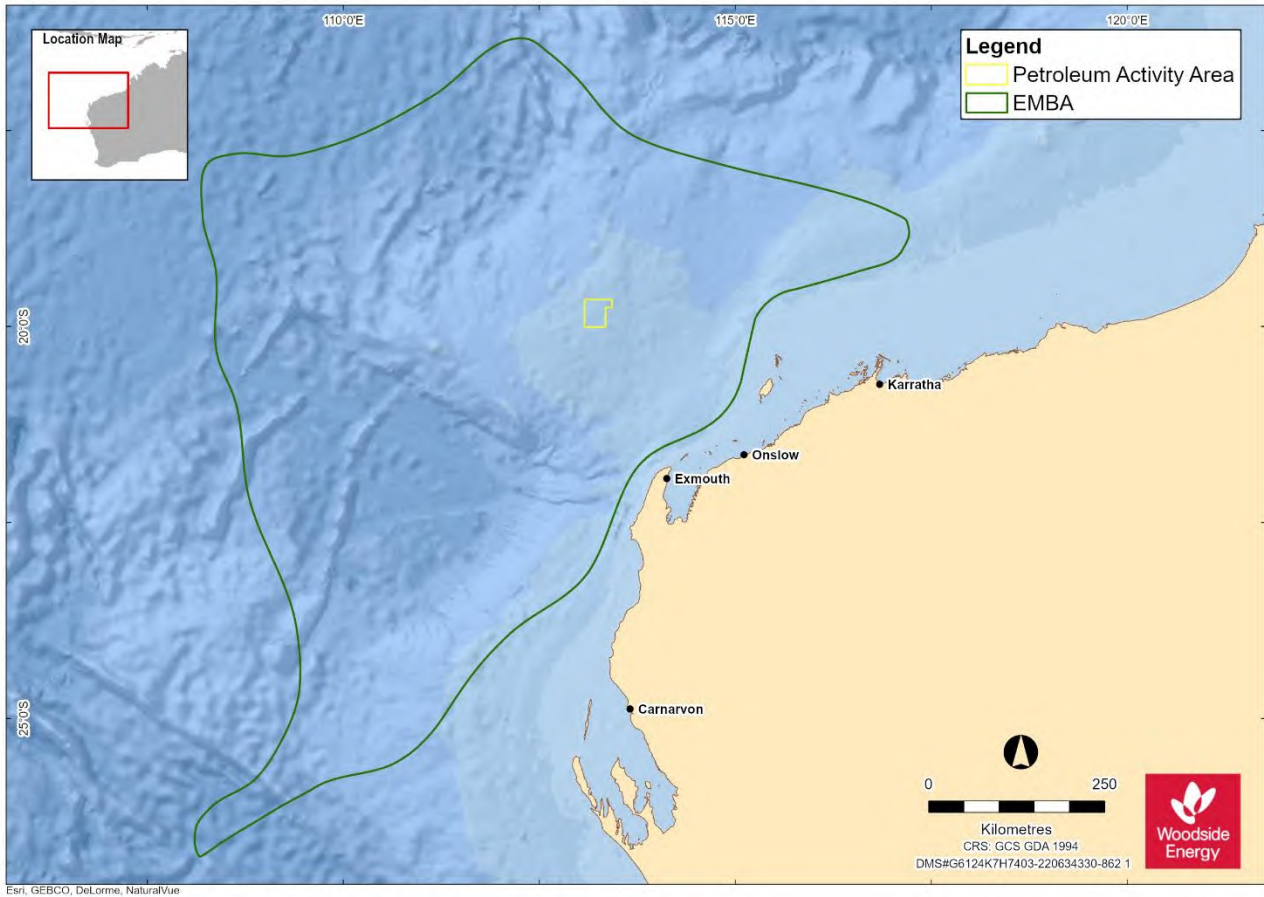 110°0'E
115°0'E
120°0'E
Location Map
Legend
Petroleum Activity Area
EMBA
20°0'S
Karratha
Onslow
Exmouth
25°0'S
Carnarvon
0 250
Kilometres
CRS: GCS GDA 1994
DMS#G6124K7H7403-220634330-862 1
Woodside
Energy
Esri, GEBCO, DeLorme, NaturalVue